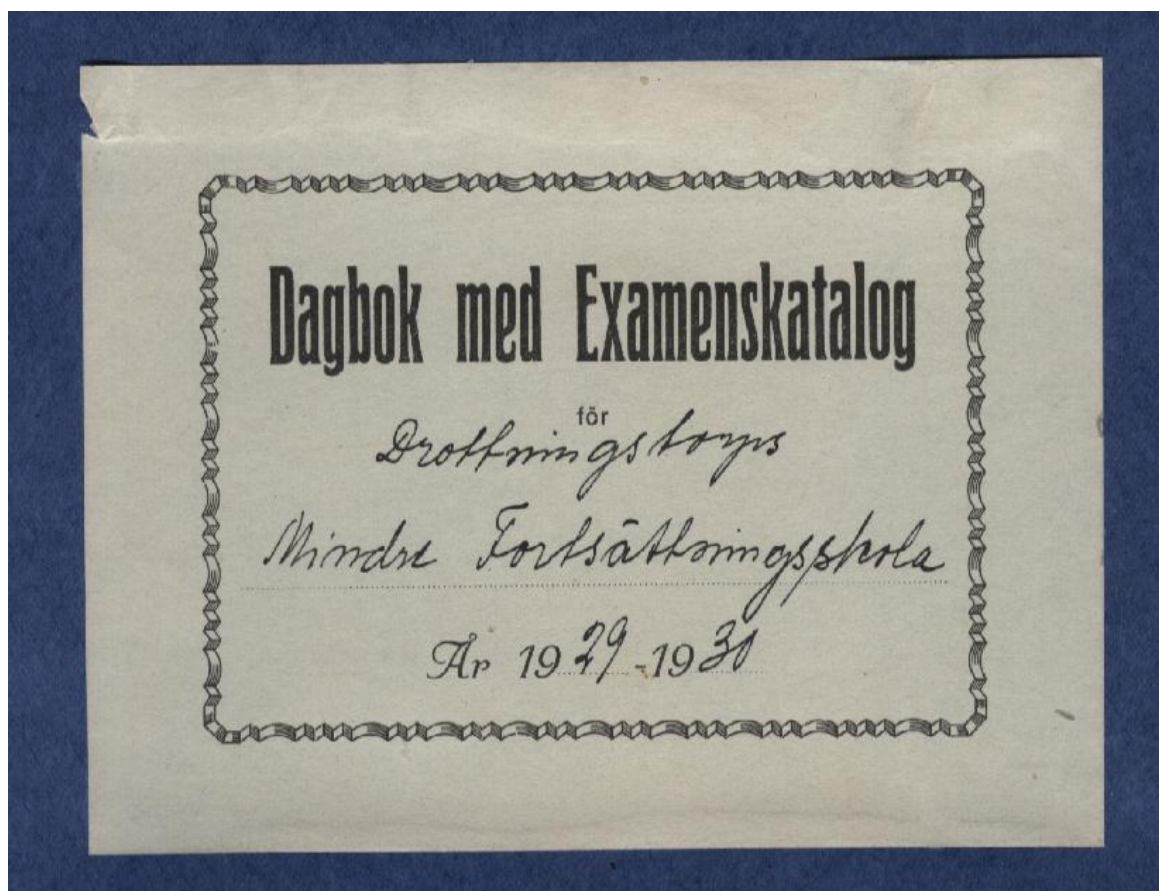 Dagbok med Examenskatalog
för
Drottningstorps
Mindre Fortsättningsskola
År 1929-1930